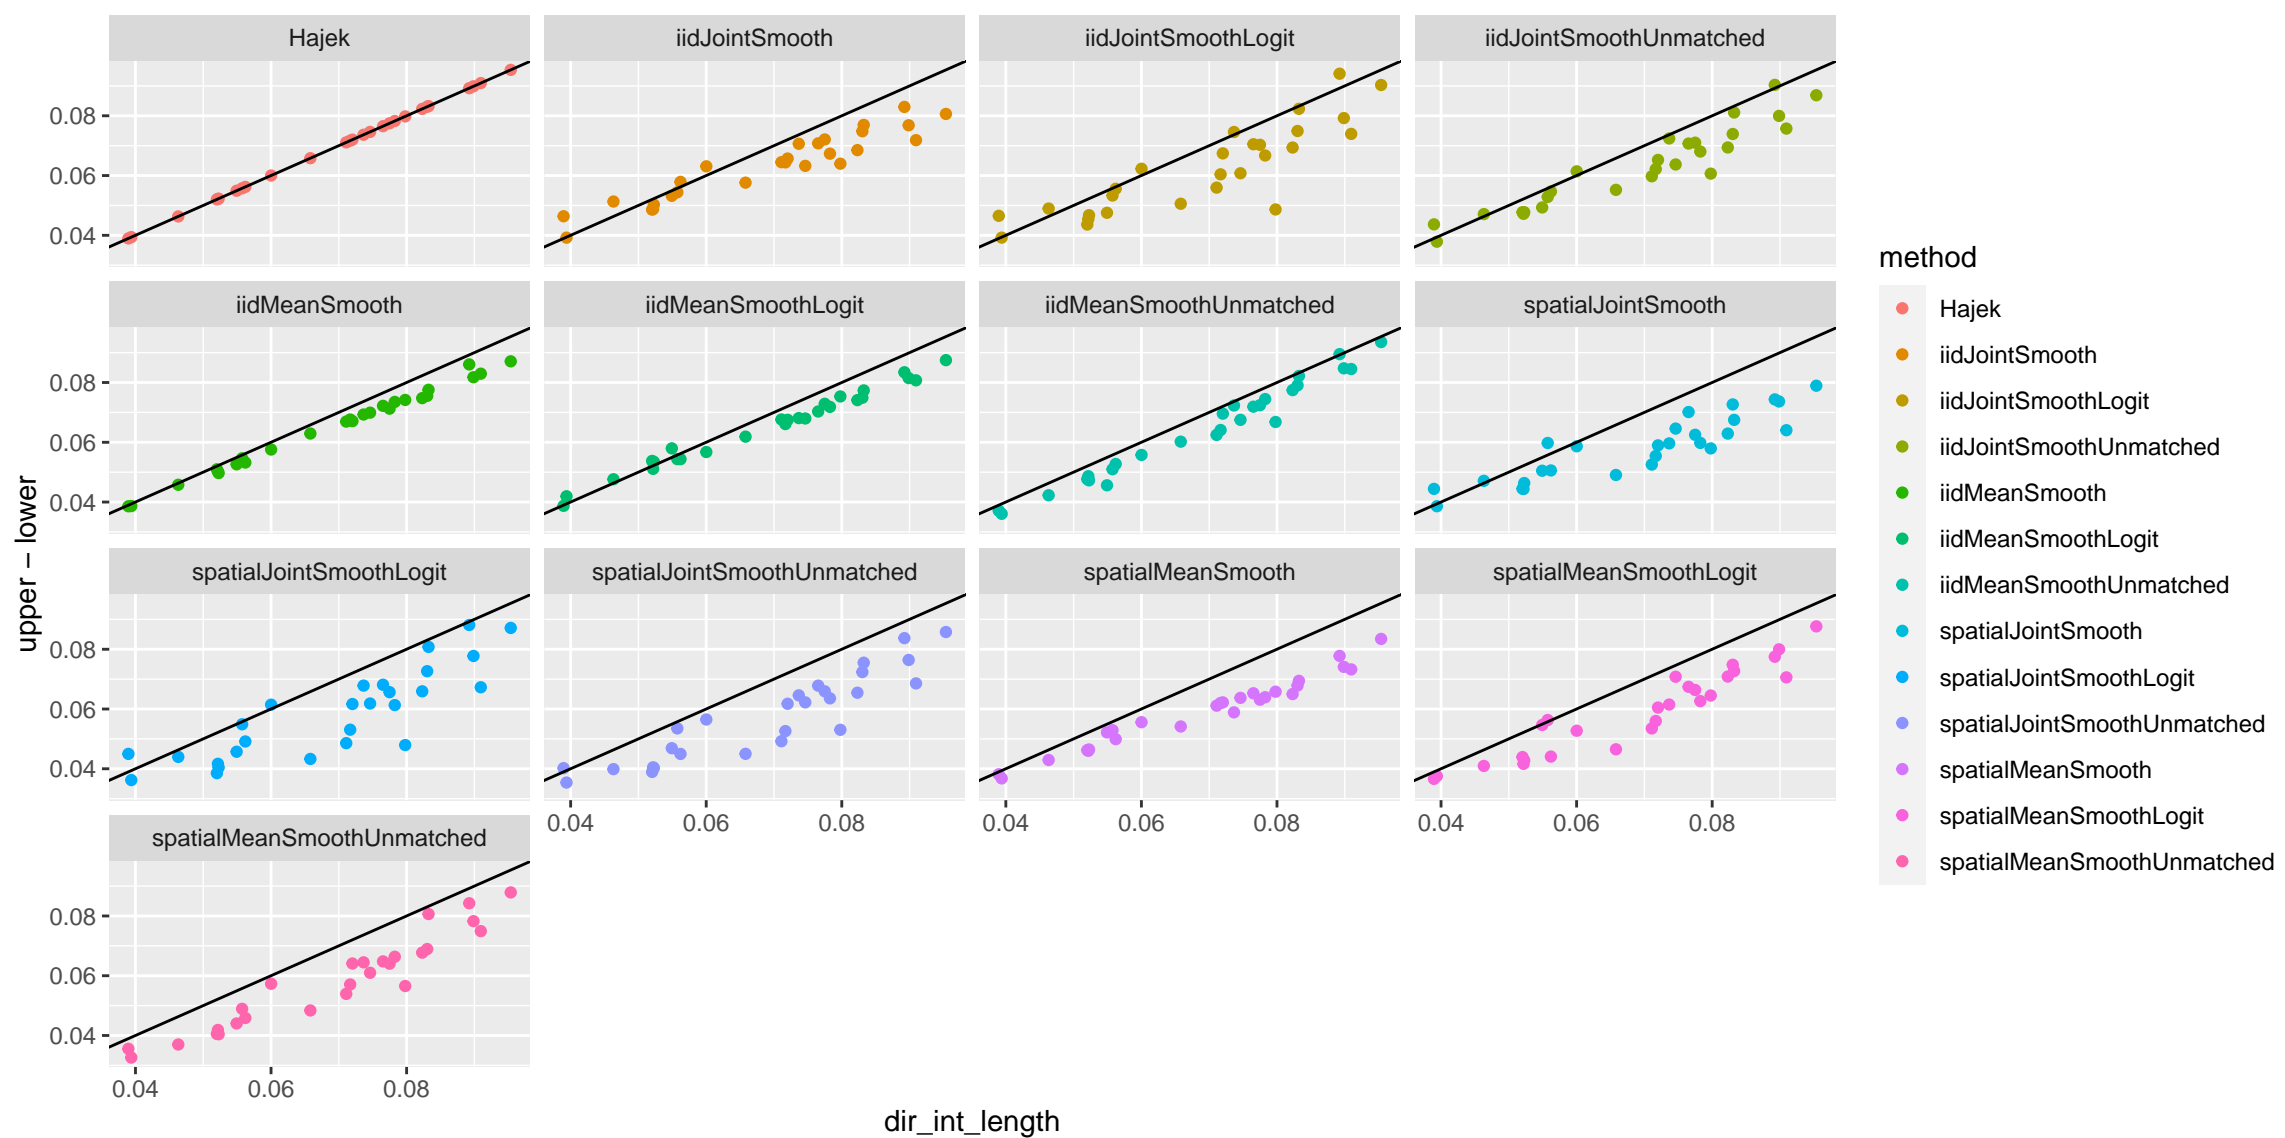 Hajek
iidJointSmooth
iidJointSmoothLogit
iidJointSmoothUnmatched
0.08
0.06
0.04
iidMeanSmooth
iidMeanSmoothLogit
iidMeanSmoothUnmatched
spatialJointSmooth
0.08
0.06
0.04
spatialJointSmoothLogit
spatialJointSmoothUnmatched
spatialMeanSmooth
spatialMeanSmoothLogit
0.08
0.06
0.04
0.04 0.06 0.08
0.04 0.06 0.08
0.04 0.06 0.08
spatialMeanSmoothUnmatched
0.08
0.06
0.04
0.04 0.06 0.08
upper − lower
dir_int_length
method
Hajek
iidJointSmooth
iidJointSmoothLogit
iidJointSmoothUnmatched
iidMeanSmooth
iidMeanSmoothLogit
iidMeanSmoothUnmatched
spatialJointSmooth
spatialJointSmoothLogit
spatialJointSmoothUnmatched
spatialMeanSmooth
spatialMeanSmoothLogit
spatialMeanSmoothUnmatched